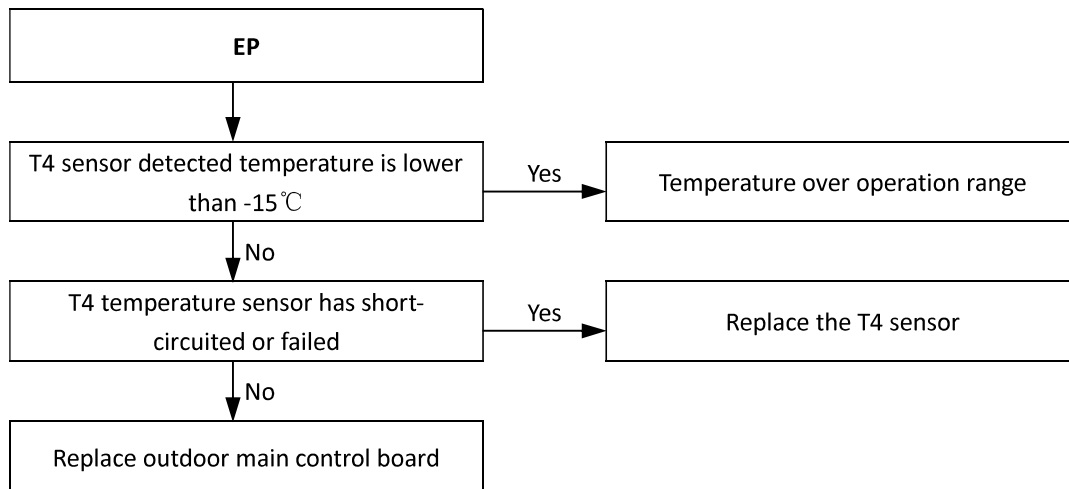 EP
T4 sensor detected temperature is lower
than -15℃
Yes
Temperature over operation range
No
T4 temperature sensor has short-
circuited or failed
Yes
Replace the T4 sensor
No
Replace outdoor main control board